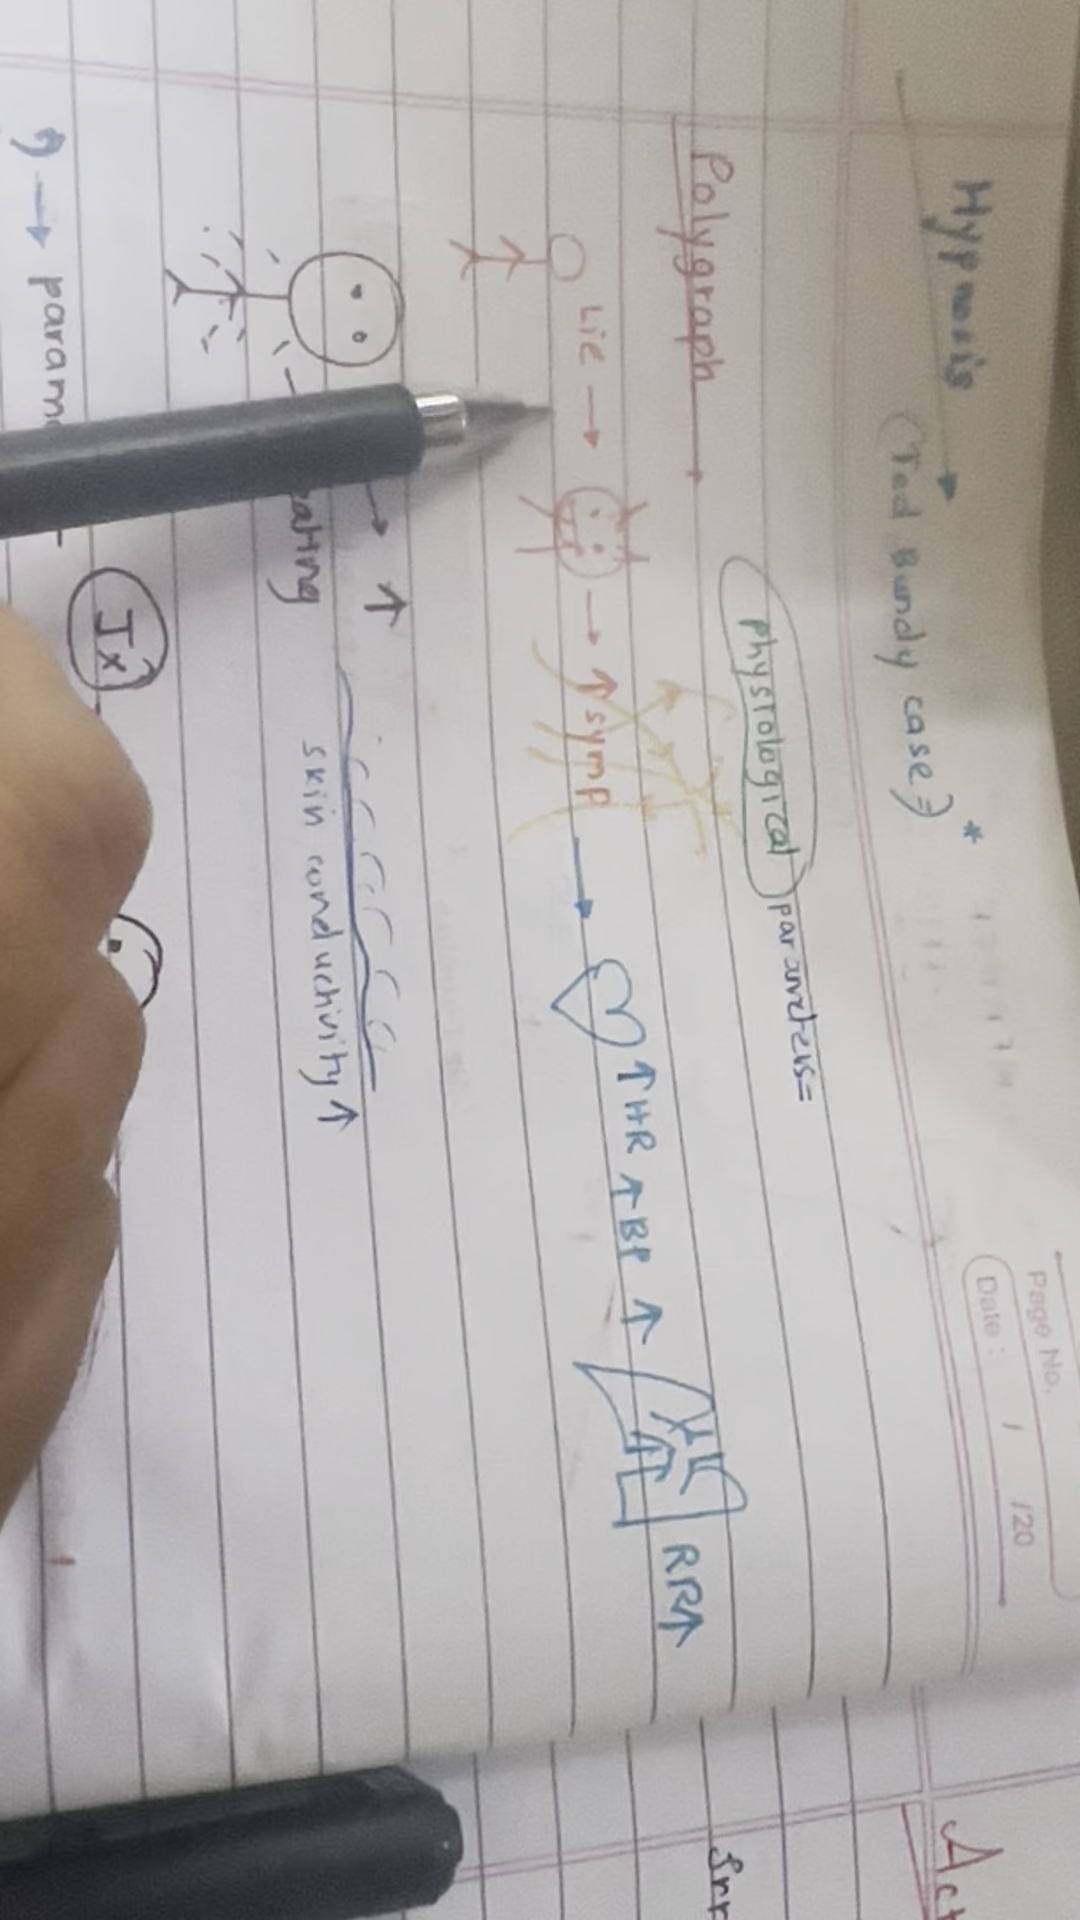 Page No.
Date : / /20
Hypnosis → (Ted Bundy case)
*
Polygraph → Physiological parameters=
Lie → → ↑ symp → ↑HR ↑BP ↑ RR↑
→ ↑
skin conductivity ↑
→ param
Ix